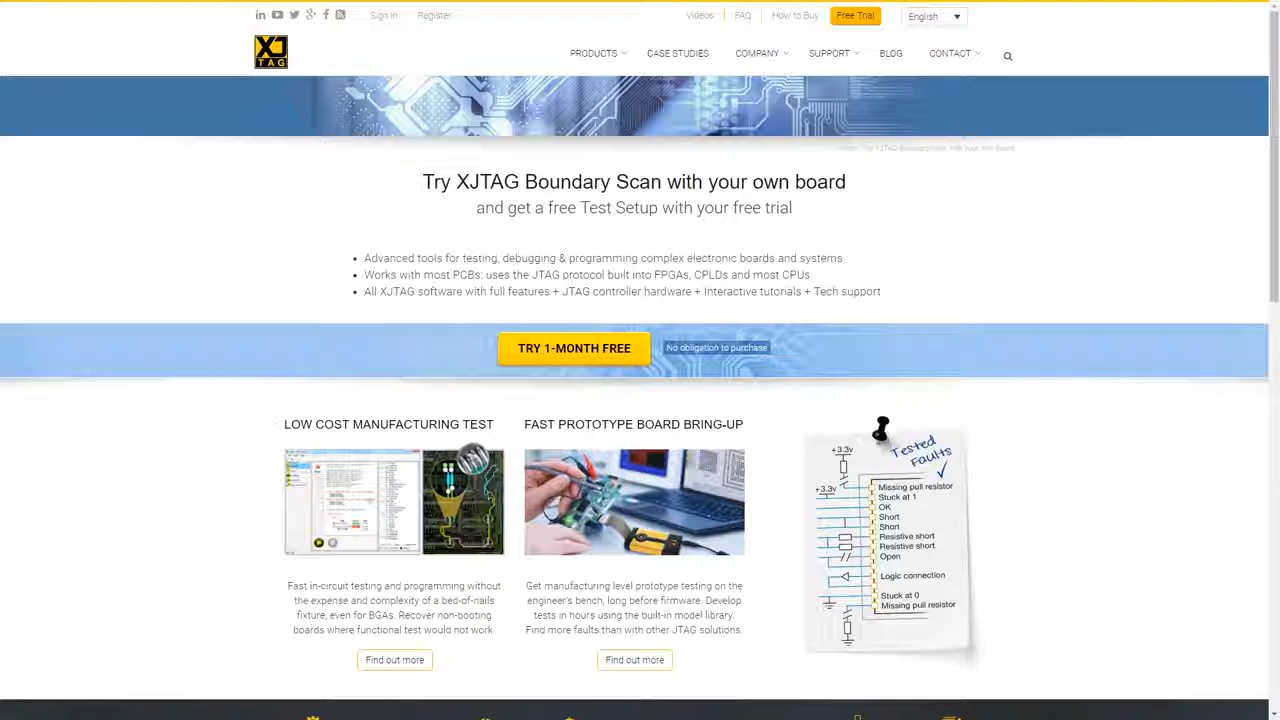 Sign in
Register
Videos
FAQ
How to Buy
Free Trial
English
XJ
TAG
PRODUCTS
CASE STUDIES
COMPANY
SUPPORT
BLOG
CONTACT
Try XJTAG Boundary Scan with your own board
Try XJTAG Boundary Scan with your own board
and get a free Test Setup with your free trial
Advanced tools for testing, debugging & programming complex electronic boards and systems
Works with most PCBs: uses the JTAG protocol built into FPGAs, CPLDs and most CPUs
All XJTAG software with full features + JTAG controller hardware + Interactive tutorials + Tech support
TRY 1-MONTH FREE
No obligation to purchase
LOW COST MANUFACTURING TEST
Fast in-circuit testing and programming without
the expense and complexity of a bed-of-nails
fixture, even for BGAs. Recover non-booting
boards where functional test would not work
Find out more
FAST PROTOTYPE BOARD BRING-UP
Get manufacturing level prototype testing on the
engineer's bench, long before firmware. Develop
tests in hours using the built-in model library.
Find more faults than with other JTAG solutions.
Find out more
Tested
Faults
+3.3v
+3.3v
Missing pull resistor
Stuck at 1
OK
Short
Short
Resistive short
Resistive short
Open
Logic connection
Stuck at 0
Missing pull resistor